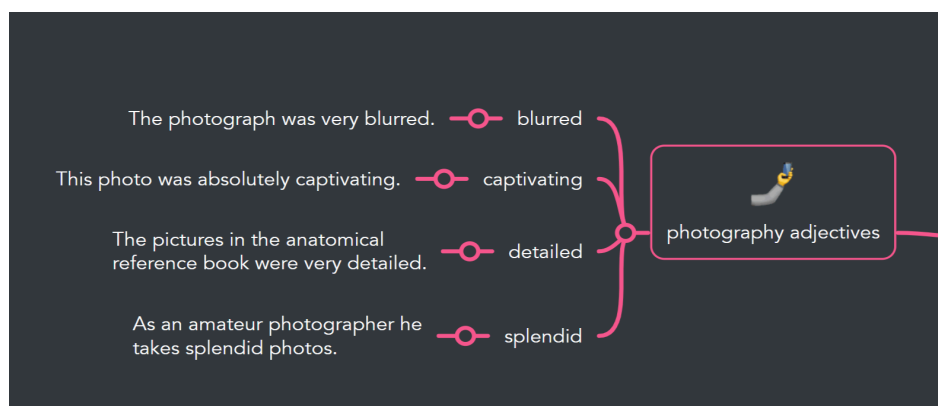 The photograph was very blurred.
blurred
This photo was absolutely captivating.
captivating
photography adjectives
The pictures in the anatomical
reference book were very detailed.
detailed
As an amateur photographer he
takes splendid photos.
splendid